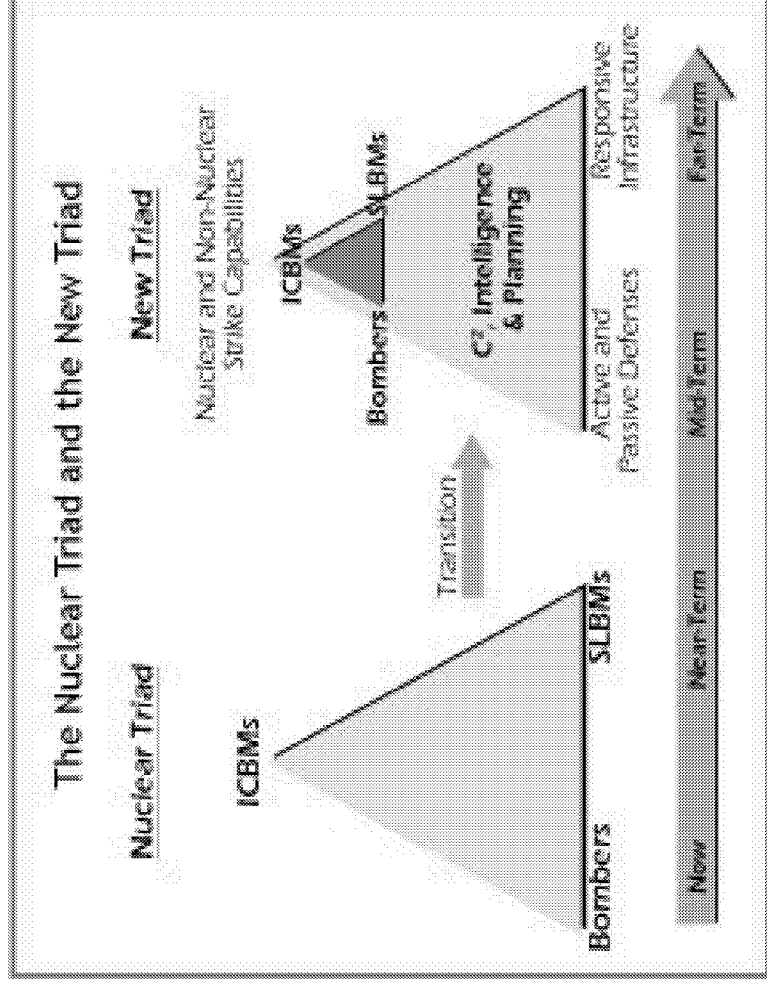 The Nuclear Triad and the New Triad
Nuclear Triad
New Triad
Nuclear and Non-Nuclear
Strike Capabilities
ICBMs
ICBMs
Bombers
SLBMs
Transition
C², Intelligence
& Planning
Bombers
SLBMs
Active and
Passive Defenses
Responsive
Infrastructure
Now
Near-Term
Mid-Term
Far-Term